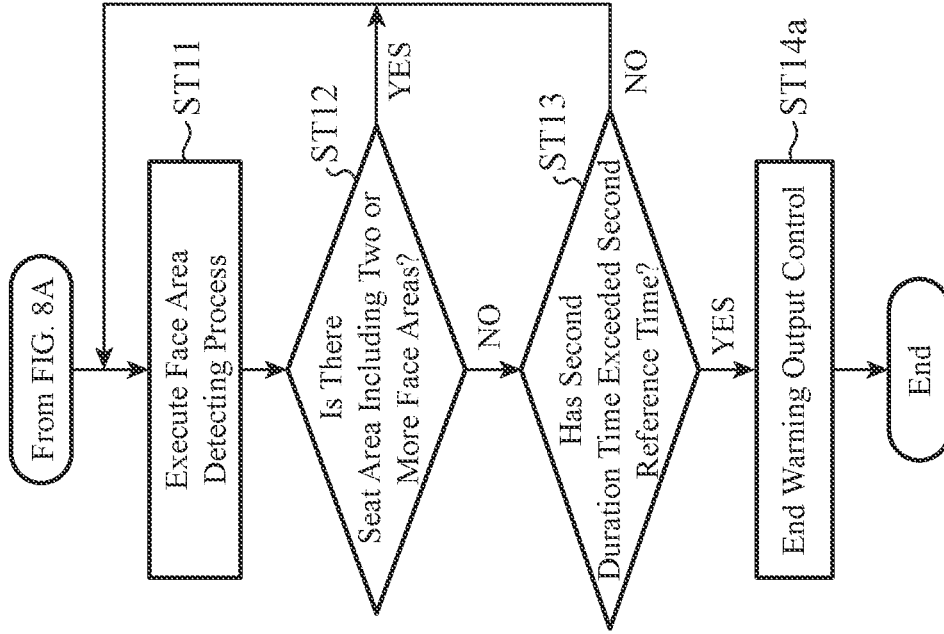 From FIG. 8A
ST11
Execute Face Area
Detecting Process
ST12
Is There
Seat Area Including Two or
More Face Areas?
YES
NO
ST13
Has Second
Duration Time Exceeded Second
Reference Time?
NO
YES
ST14a
End Warning Output Control
End